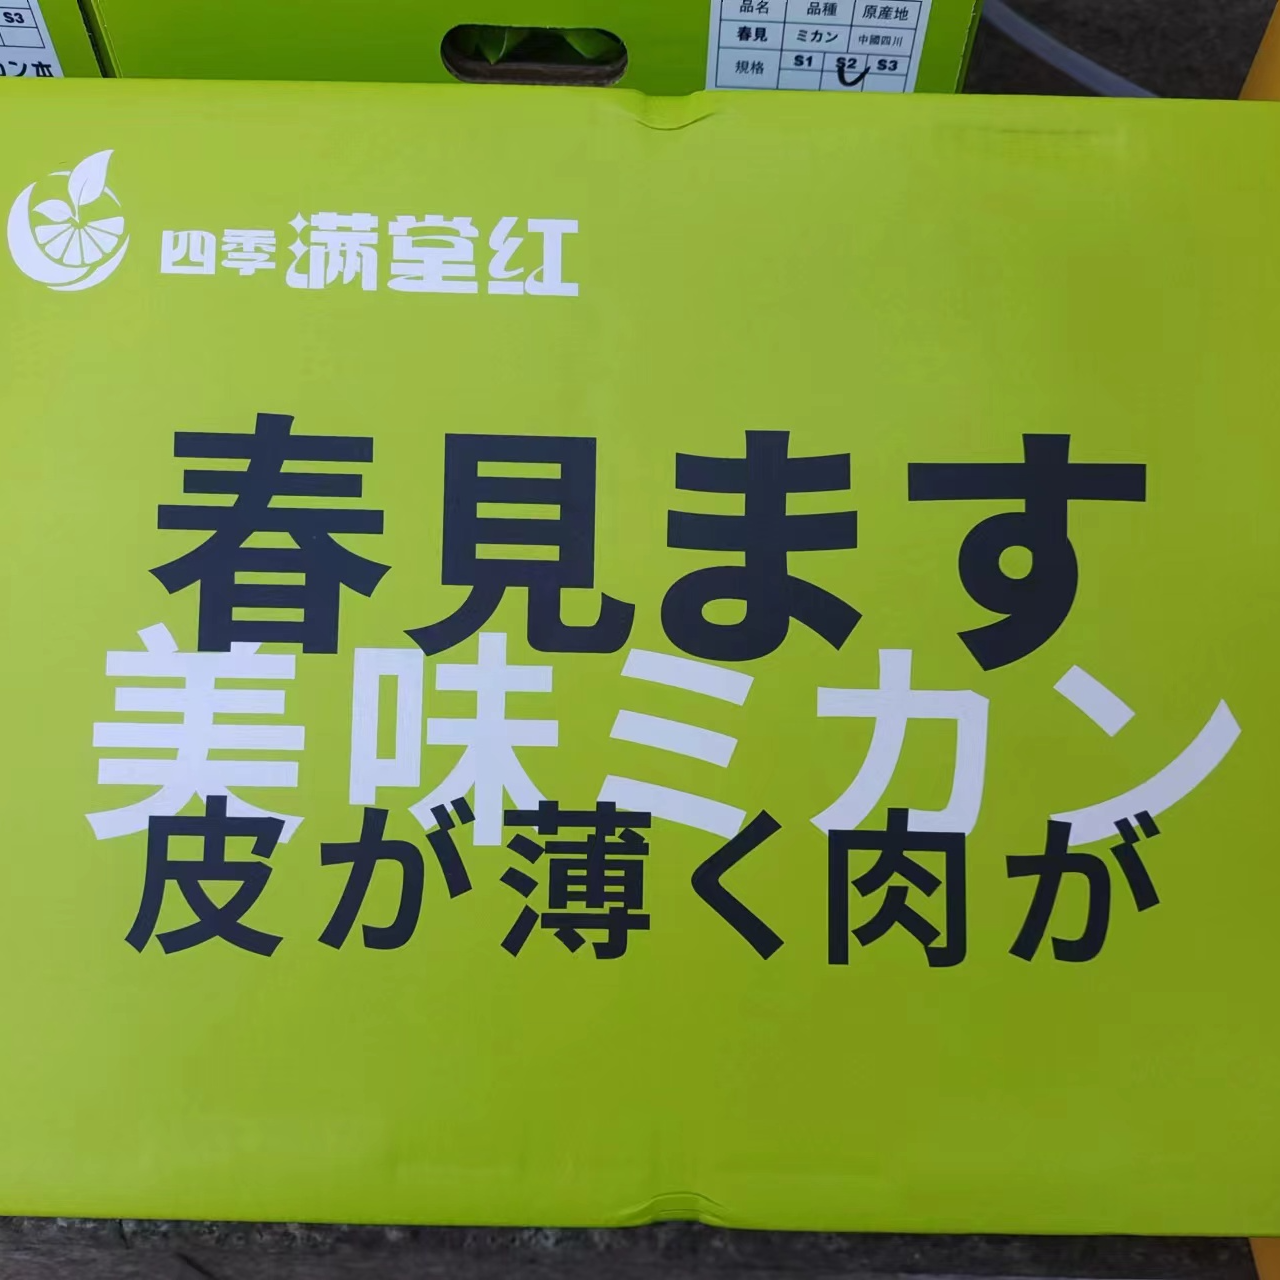 S3
ン本
品名 品種 原産地
春見 ミカン 中國四川
規格 S1 S2 S3
四季满堂红
春見ます
美味ミカン
皮が薄く肉が